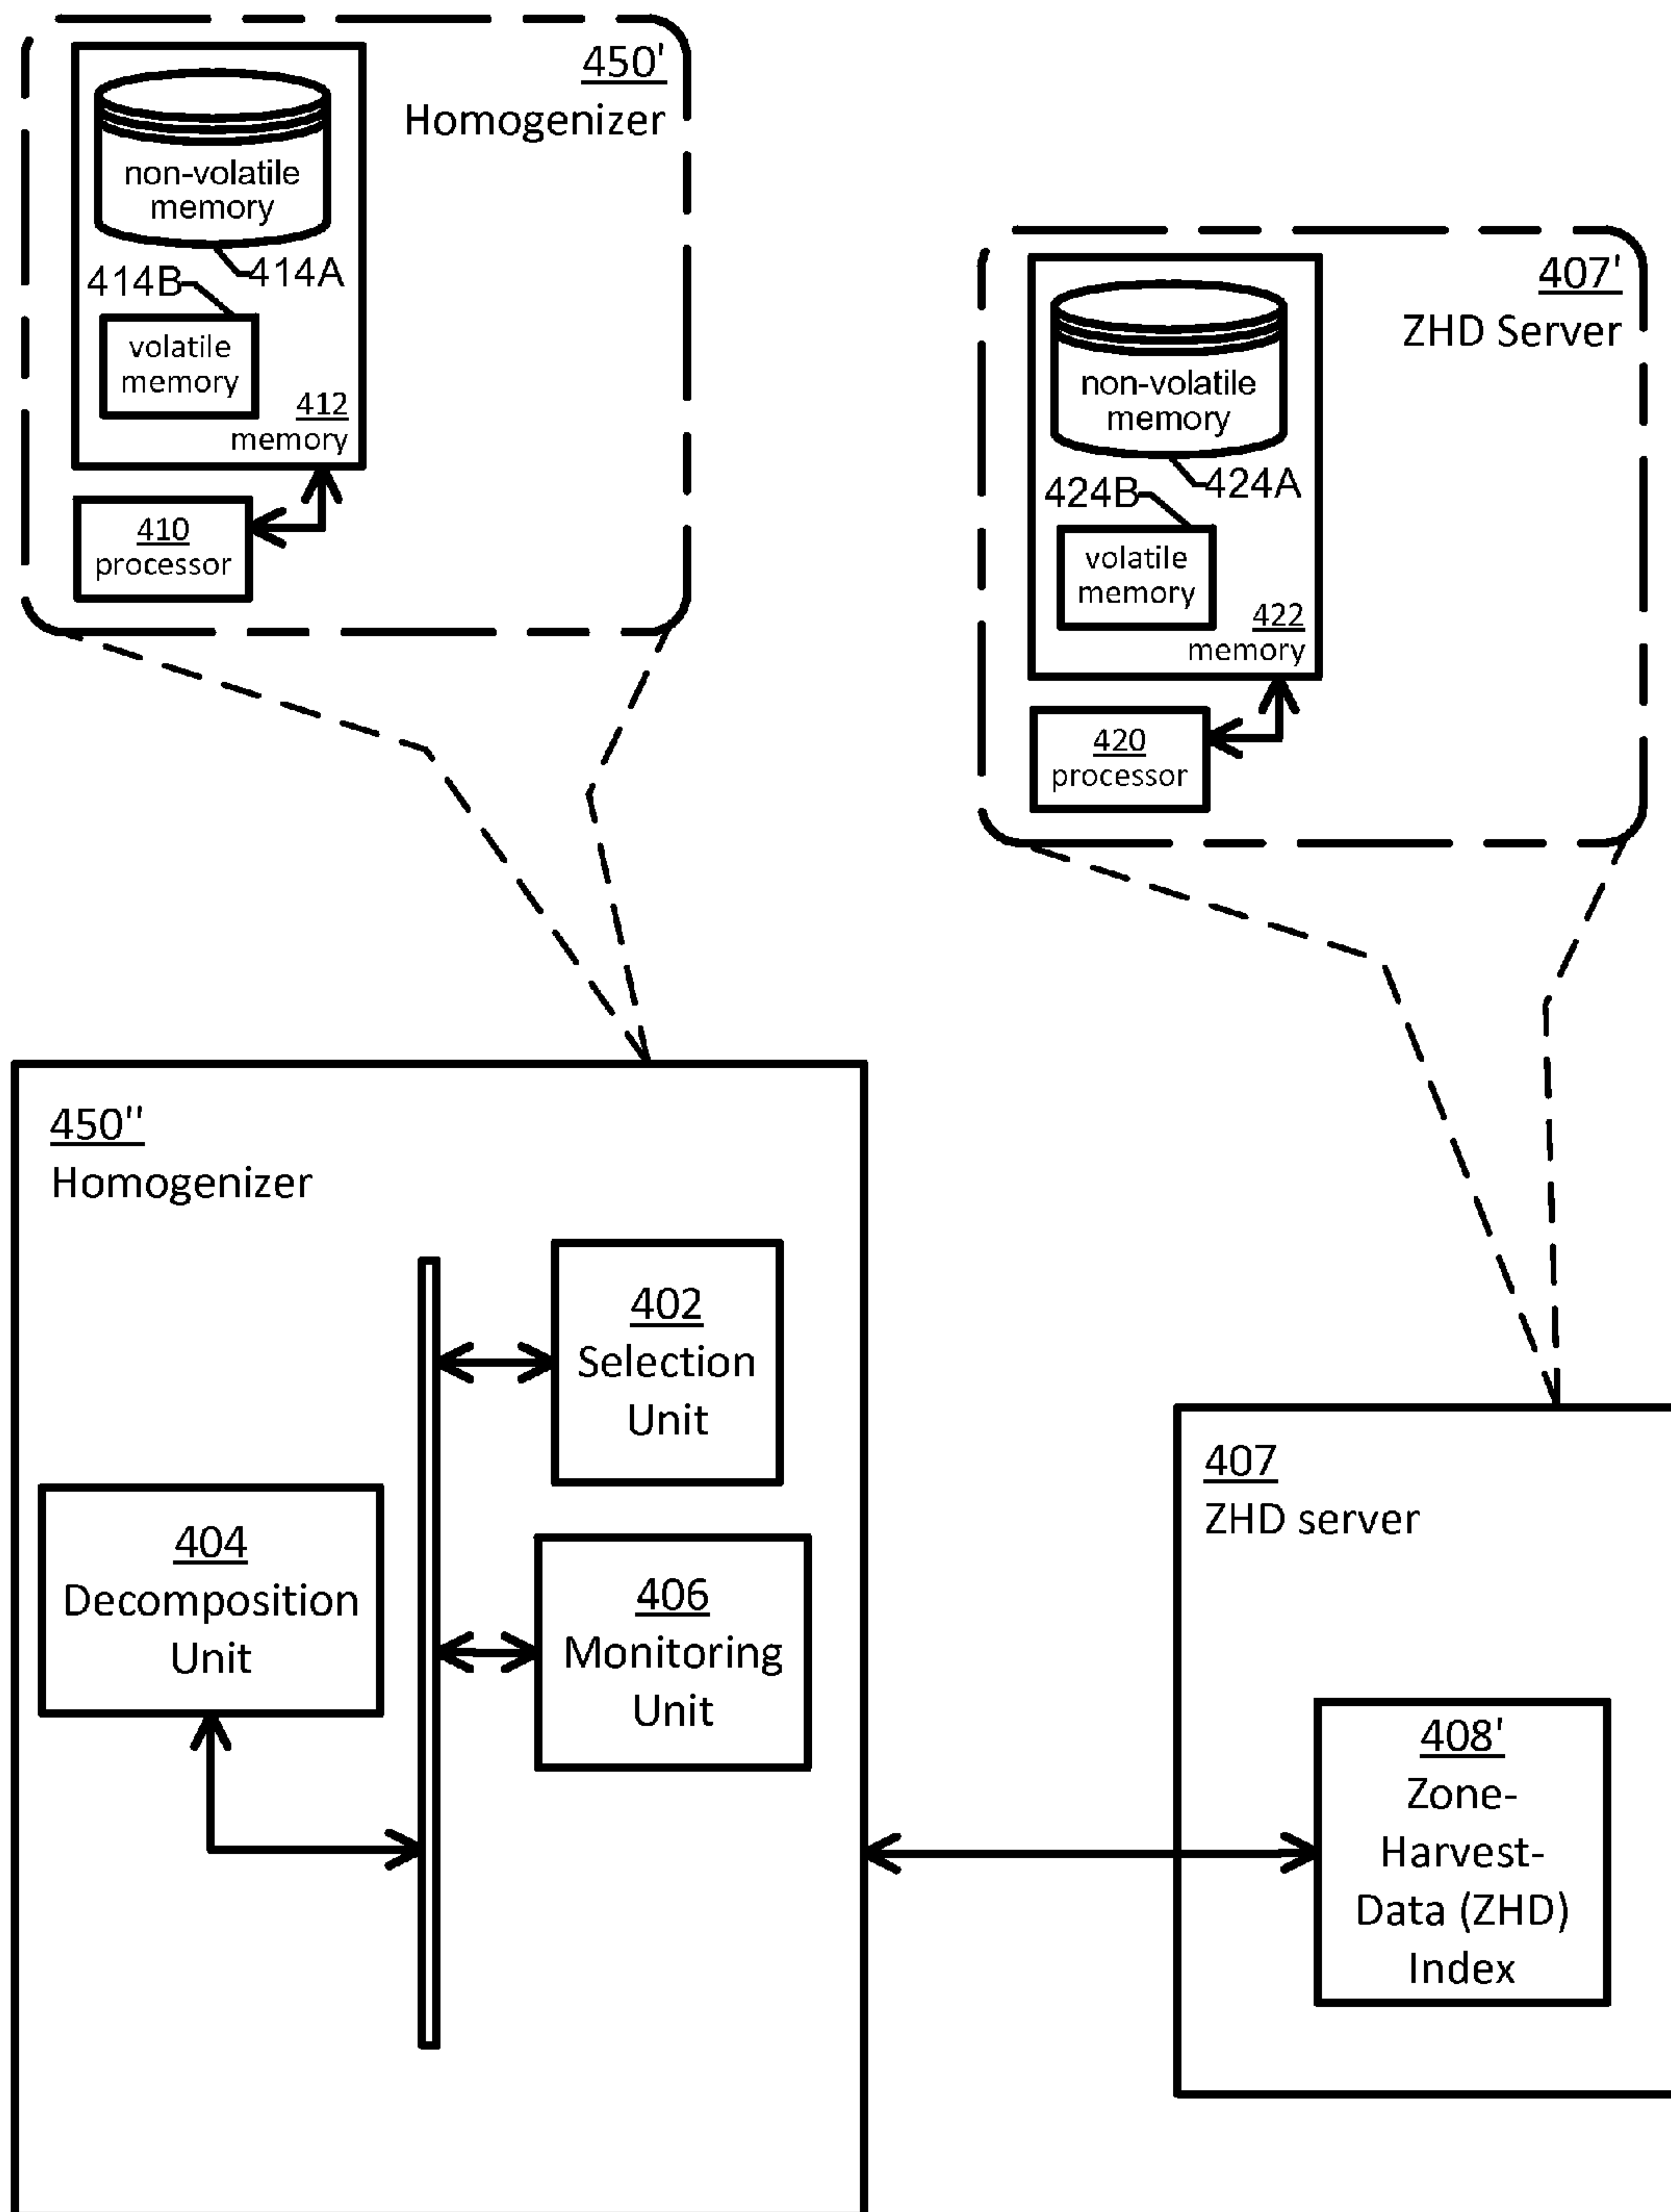 450'
Homogenizer
non-volatile
memory
414A
414B
volatile
memory
412
memory
410
processor
407'
ZHD Server
non-volatile
memory
424A
424B
volatile
memory
422
memory
420
processor
450"
Homogenizer
402
Selection
Unit
404
Decomposition
Unit
406
Monitoring
Unit
407
ZHD server
408'
Zone-
Harvest-
Data (ZHD)
Index